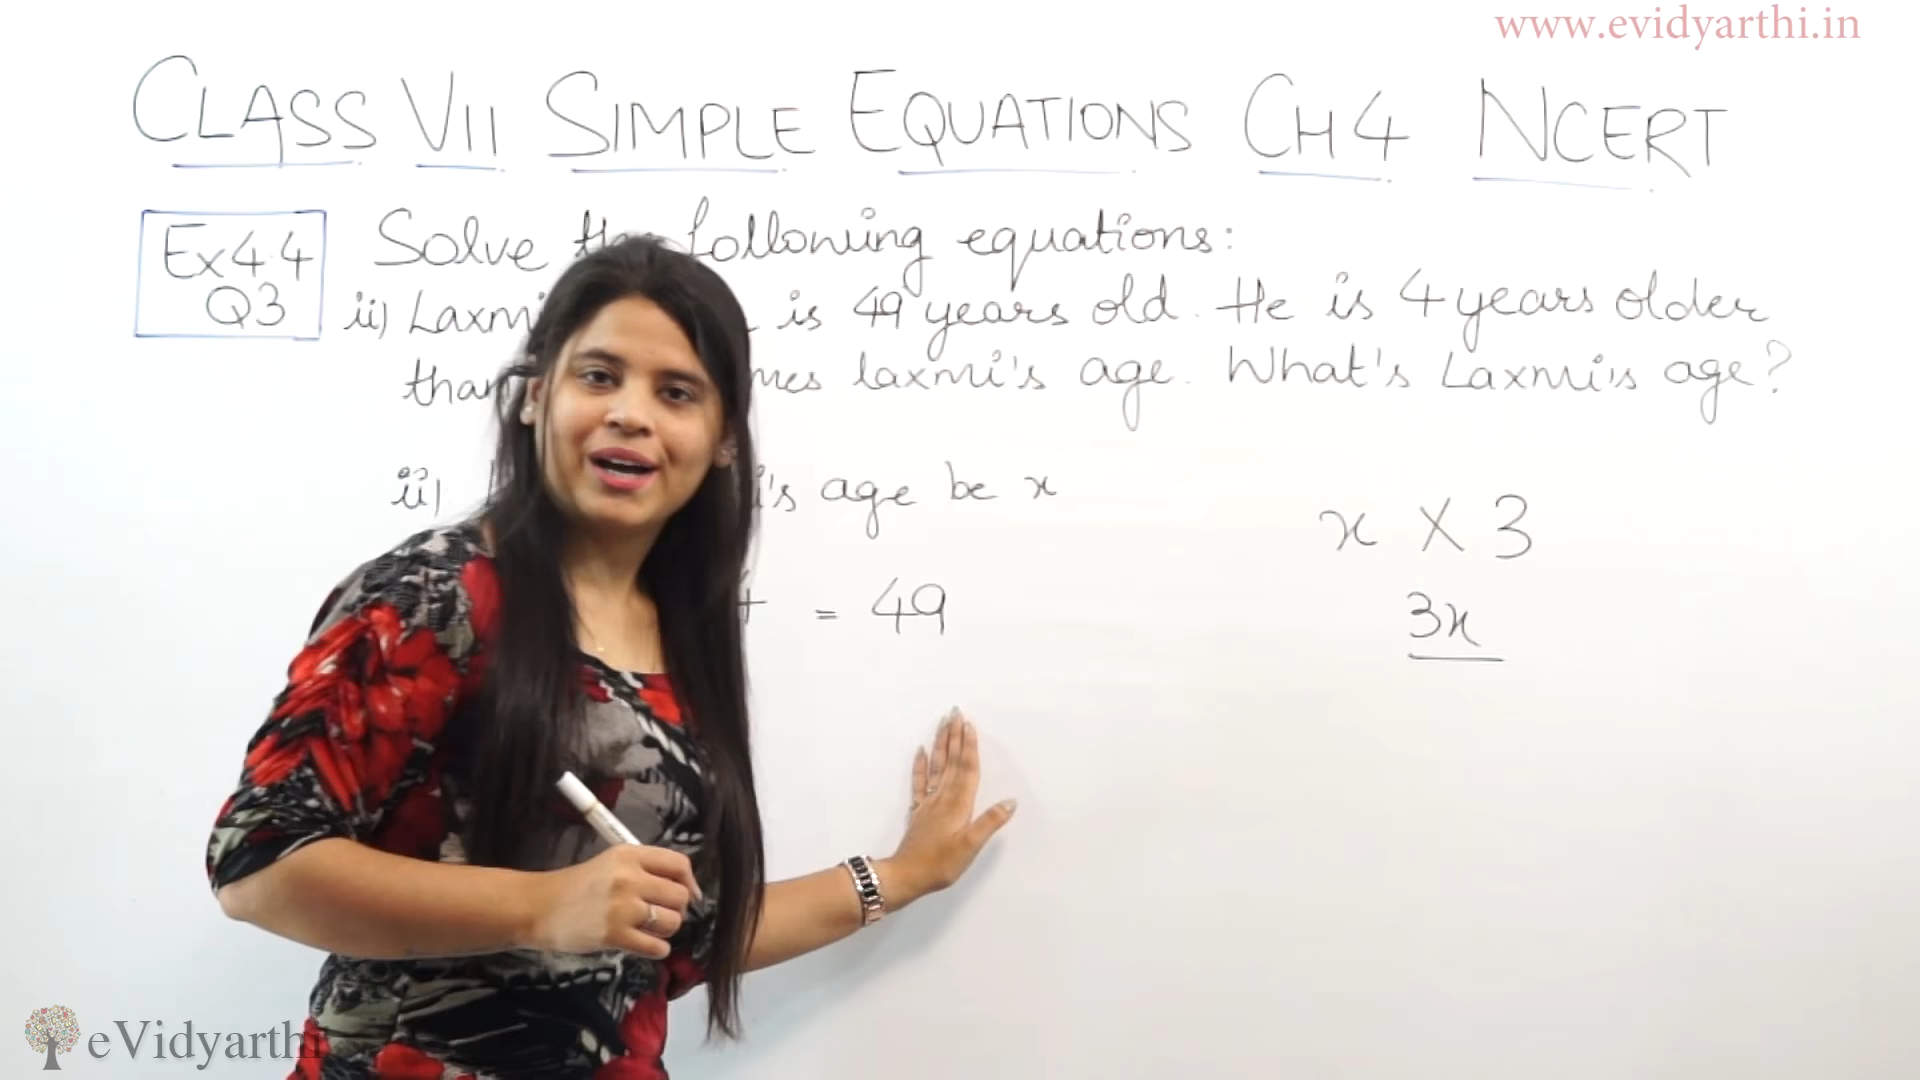 www.evidyarthi.in
CLASS VII SIMPLE EQUATIONS CH 4 NCERT
Ex 4.4
Q3
Solve the following equations:
ii) Laxmi is 49 years old. He is 4 years older
than laxmi's age. What's Laxmi's age?
ii) age be x
= 49
x X 3
3x
eVidyarthi